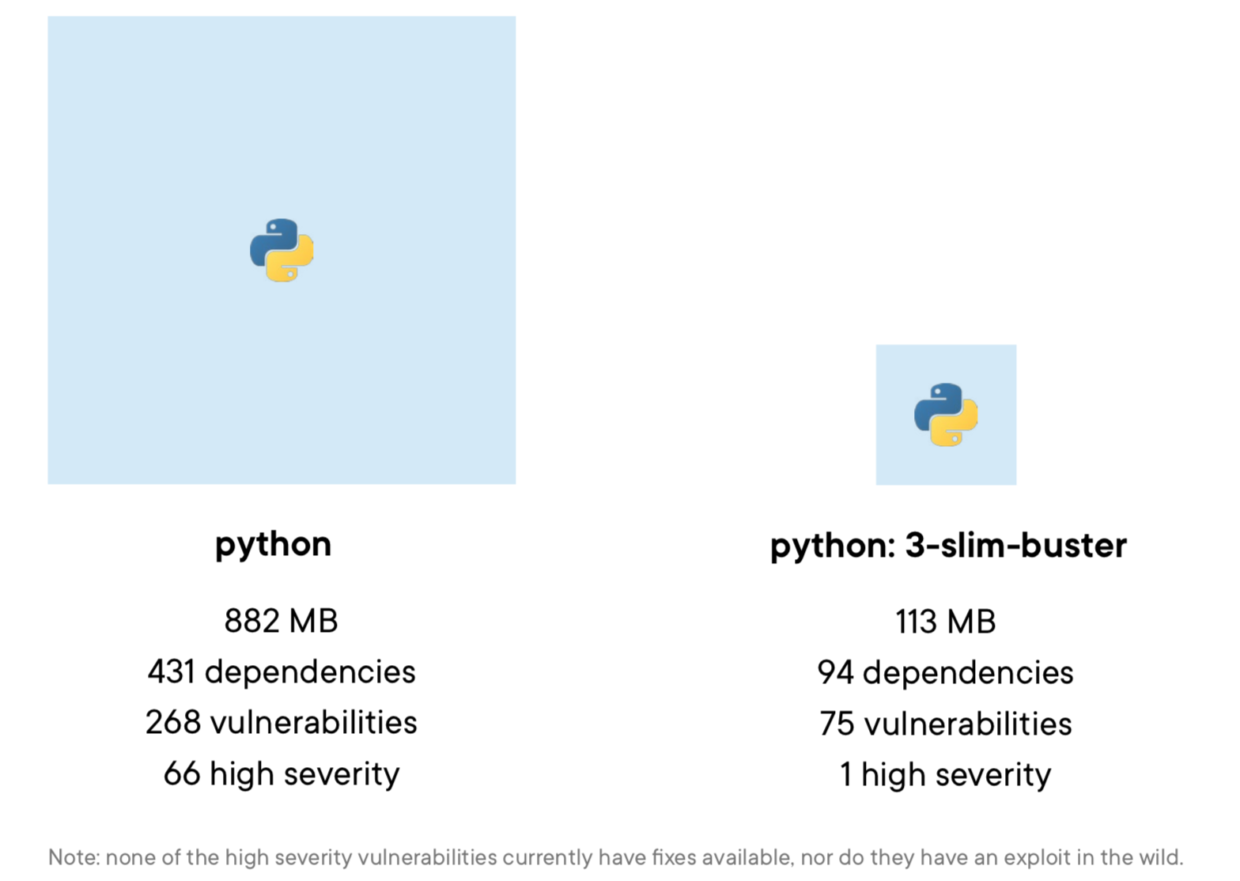 python
882 MB
431 dependencies
268 vulnerabilities
66 high severity
python: 3-slim-buster
113 MB
94 dependencies
75 vulnerabilities
1 high severity
Note: none of the high severity vulnerabilities currently have fixes available, nor do they have an exploit in the wild.